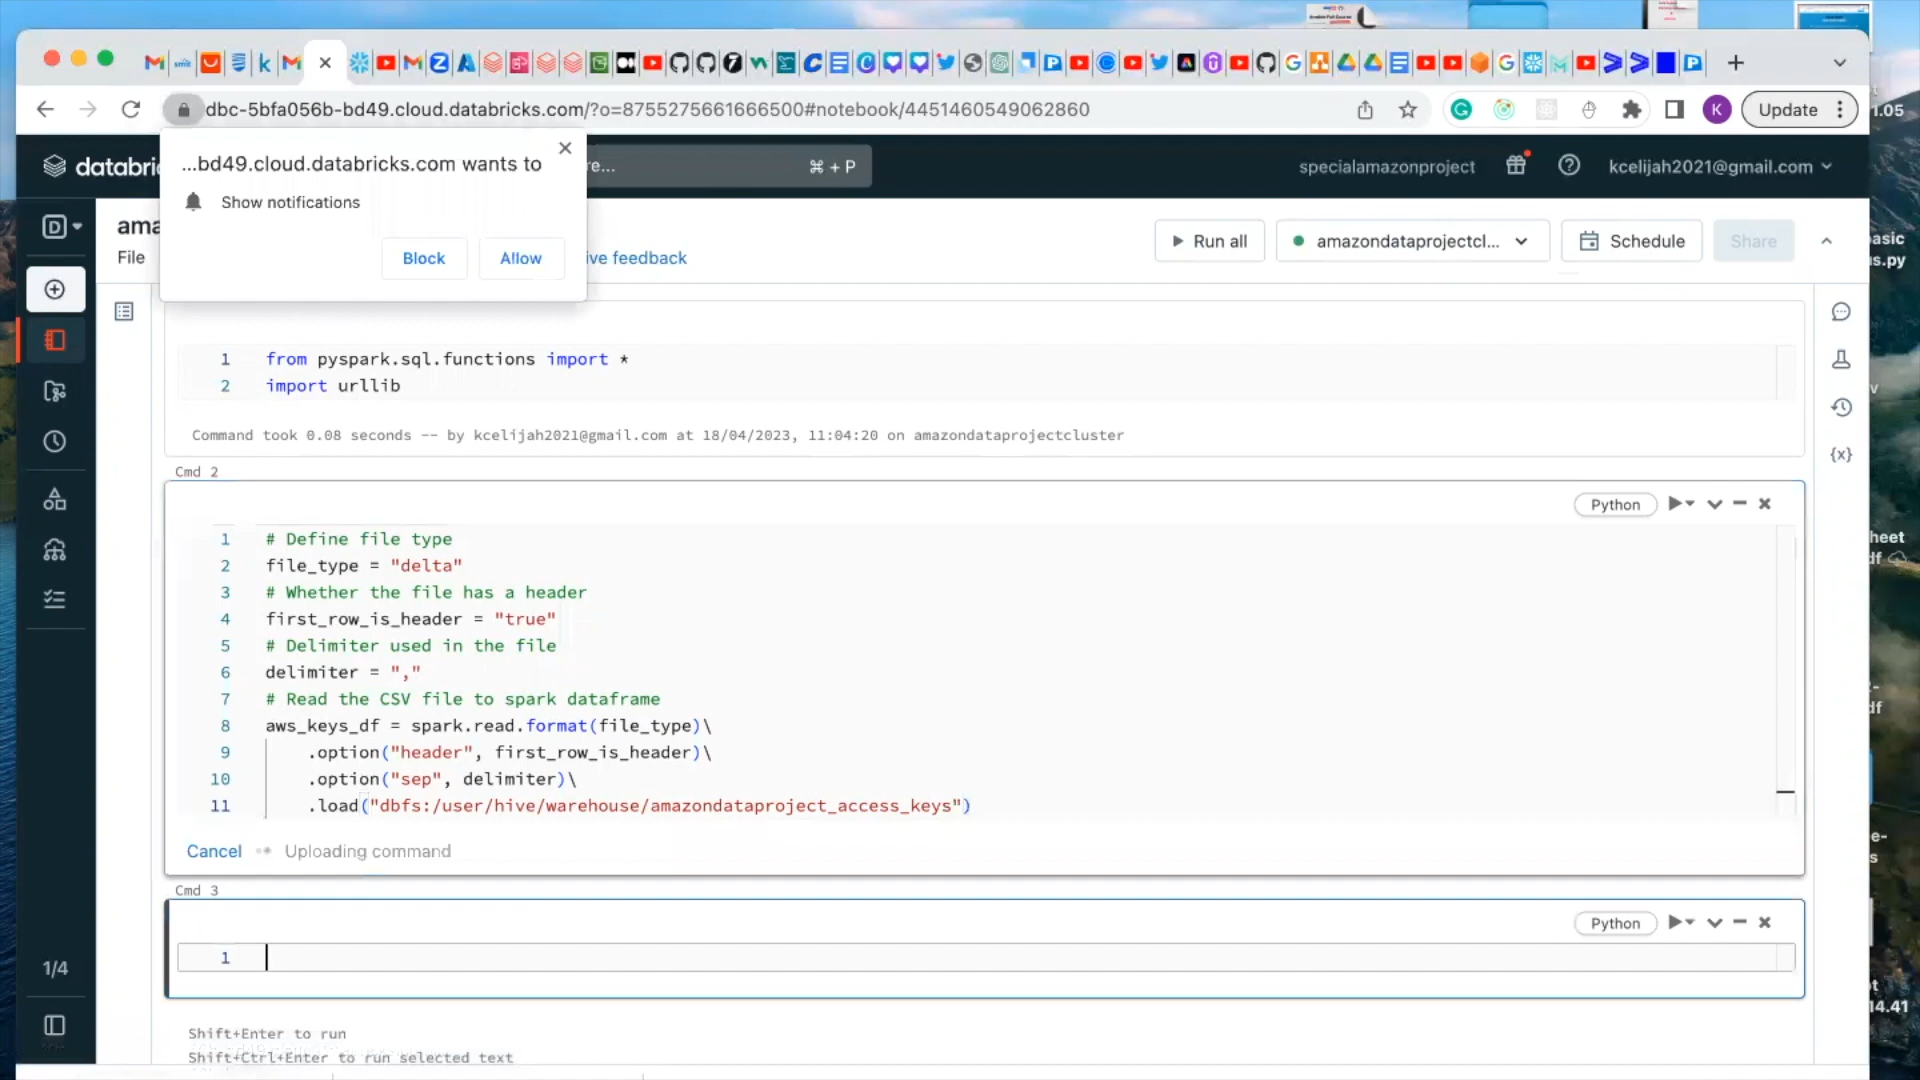 dbc-5bfa056b-bd49.cloud.databricks.com/?o=8755275661666500#notebook/4451460549062860
K
Update
1.05
...bd49.cloud.databricks.com wants to
Show notifications
Block
Allow
⌘ + P
specialamazonproject
kcelijah2021@gmail.com
D
File
ive feedback
Run all
amazondataprojectcl...
Schedule
Share
asic
s.py
1 from pyspark.sql.functions import *
2 import urllib
Command took 0.08 seconds -- by kcelijah2021@gmail.com at 18/04/2023, 11:04:20 on amazondataprojectcluster
Cmd 2
Python
1 # Define file type
2 file_type = "delta"
3 # Whether the file has a header
4 first_row_is_header = "true"
5 # Delimiter used in the file
6 delimiter = ","
7 # Read the CSV file to spark dataframe
8 aws_keys_df = spark.read.format(file_type)\
9 .option("header", first_row_is_header)\
10 .option("sep", delimiter)\
11 .load("dbfs:/user/hive/warehouse/amazondataproject_access_keys")
Cancel Uploading command
Cmd 3
Python
1
1/4
Shift+Enter to run
Shift+Ctrl+Enter to run selected text
heet
14.41